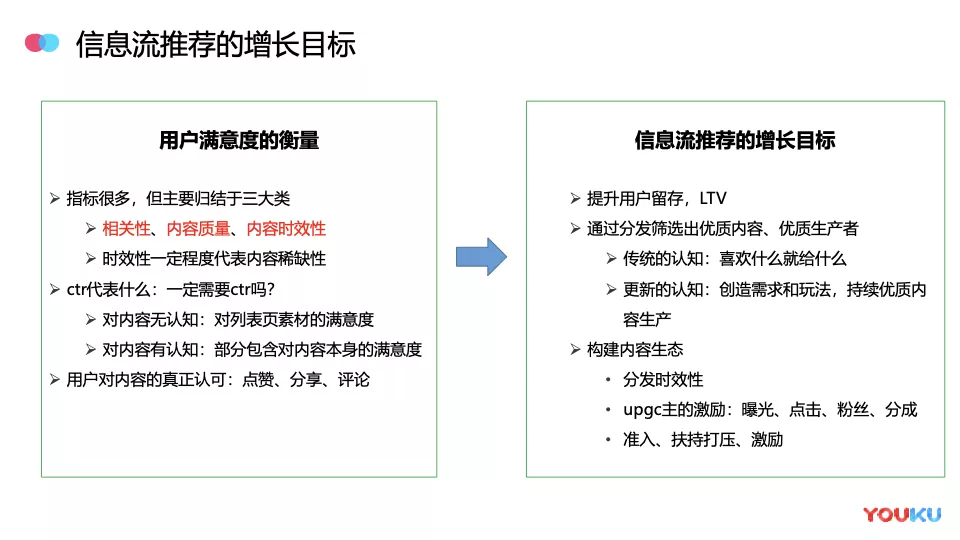 信息流推荐的增长目标
用户满意度的衡量
➢ 指标很多，但主要归结于三大类
➢ 相关性、内容质量、内容时效性
➢ 时效性一定程度代表内容稀缺性
➢ ctr代表什么：一定需要ctr吗?
➢ 对内容无认知：对列表页素材的满意度
➢ 对内容有认知：部分包含对内容本身的满意度
➢ 用户对内容的真正认可：点赞、分享、评论
信息流推荐的增长目标
➢ 提升用户留存，LTV
➢ 通过分发筛选出优质内容、优质生产者
➢ 传统的认知：喜欢什么就给什么
➢ 更新的认知：创造需求和玩法，持续优质内
容生产
➢ 构建内容生态
• 分发时效性
• upgc主的激励：曝光、点击、粉丝、分成
• 准入、扶持打压、激励
YOUKU